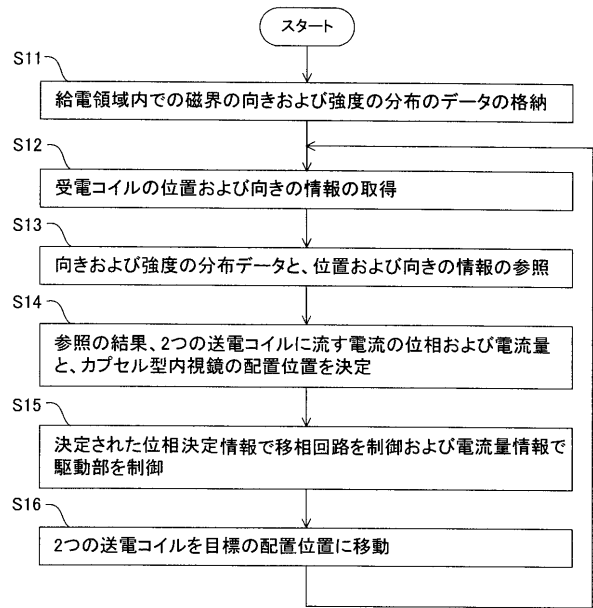 スタート
S11
給電領域内での磁界の向きおよび強度の分布のデータの格納
S12
受電コイルの位置および向きの情報の取得
S13
向きおよび強度の分布データと、位置および向きの情報の参照
S14
参照の結果、2つの送電コイルに流す電流の位相および電流量
と、カプセル型内視鏡の配置位置を決定
S15
決定された位相決定情報で移相回路を制御および電流量情報で
駆動部を制御
S16
2つの送電コイルを目標の配置位置に移動